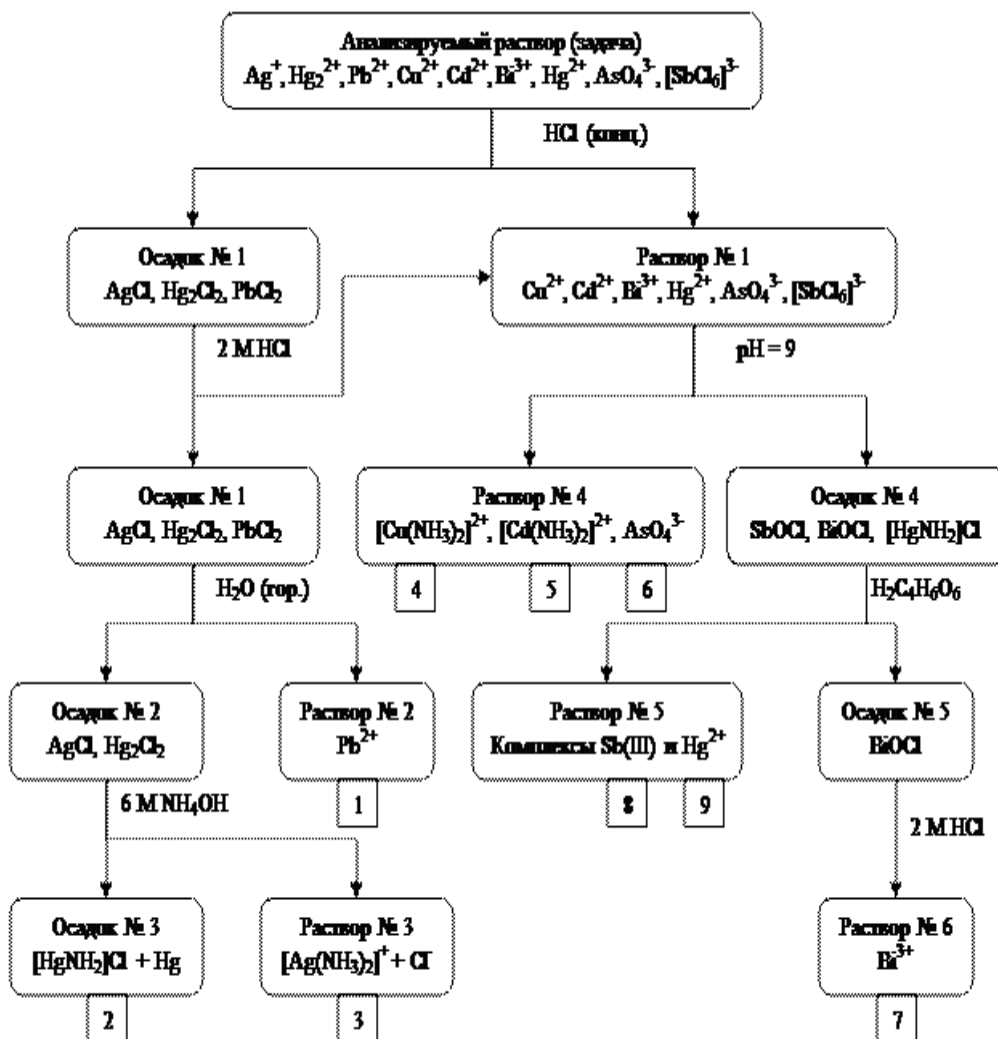 Анализируемый раствор (задача)
Ag⁺, Hg₂²⁺, Pb²⁺, Cu²⁺, Cd²⁺, Bi³⁺, Hg²⁺, AsO₄³⁻, [SbCl₆]³⁻
HCl (конц.)
Осадок № 1
AgCl, Hg₂Cl₂, PbCl₂
Раствор № 1
Cu²⁺, Cd²⁺, Bi³⁺, Hg²⁺, AsO₄³⁻, [SbCl₆]³⁻
2 M HCl
pH = 9
Осадок № 1
AgCl, Hg₂Cl₂, PbCl₂
Раствор № 4
[Cu(NH₃)₂]²⁺, [Cd(NH₃)₂]²⁺, AsO₄³⁻
Осадок № 4
SbOCl, BiOCl, [HgNH₂]Cl
4
5
6
H₂O (гор.)
H₂C₄H₆O₆
Осадок № 2
AgCl, Hg₂Cl₂
Раствор № 2
Pb²⁺
Раствор № 5
Комплексы Sb(III) и Hg²⁺
Осадок № 5
BiOCl
1
8
9
6 M NH₄OH
2 M HCl
Осадок № 3
[HgNH₂]Cl + Hg
Раствор № 3
[Ag(NH₃)₂]⁺ + Cl⁻
Раствор № 6
Bi³⁺
2
3
7